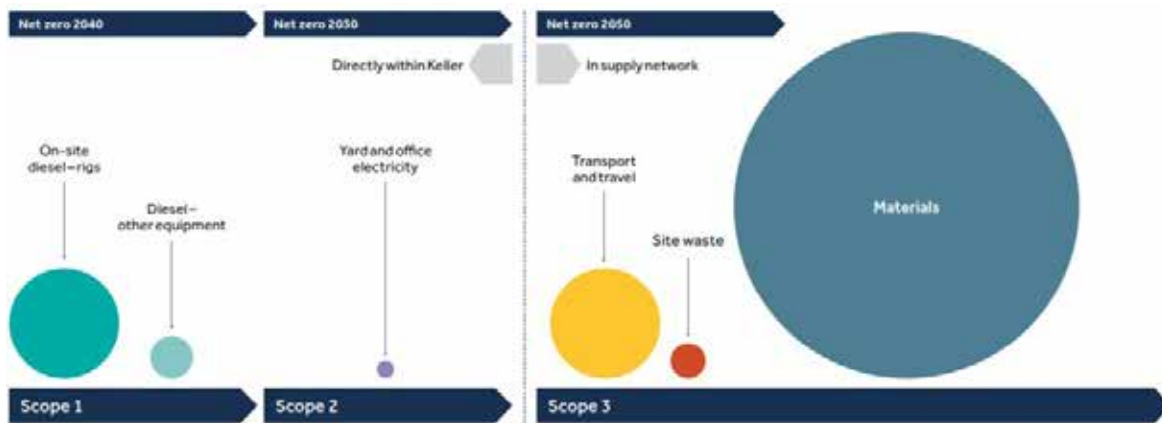 Net zero 2040
Net zero 2030
Net zero 2050
Directly within Keller
In supply network
On-site
diesel–rigs
Diesel–
other equipment
Yard and office
electricity
Transport
and travel
Site waste
Materials
Scope 1
Scope 2
Scope 3